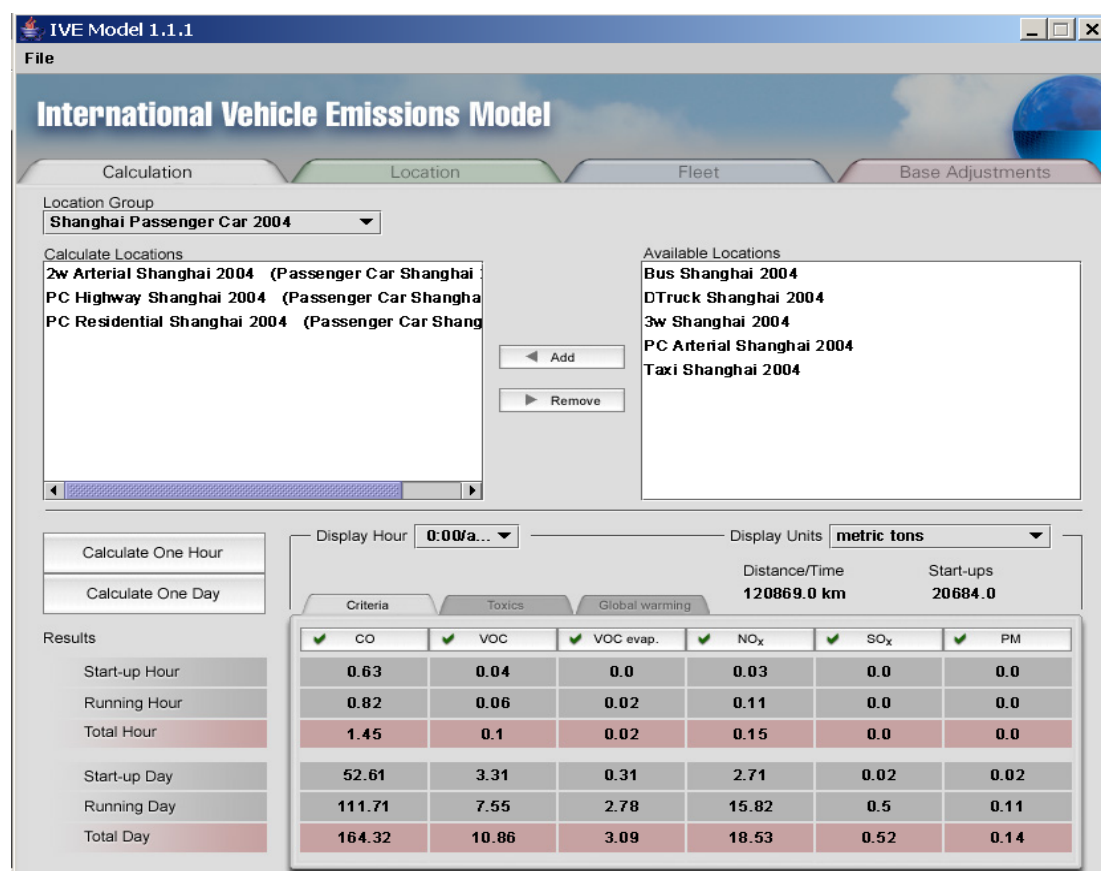 IVE Model 1.1.1
File
International Vehicle Emissions Model
Calculation Location Fleet Base Adjustments
Location Group
Shanghai Passenger Car 2004
Calculate Locations
2w Arterial Shanghai 2004 (Passenger Car Shanghai
PC Highway Shanghai 2004 (Passenger Car Shangha
PC Residential Shanghai 2004 (Passenger Car Shang
Add
Remove
Available Locations
Bus Shanghai 2004
DTruck Shanghai 2004
3w Shanghai 2004
PC Arterial Shanghai 2004
Taxi Shanghai 2004
Calculate One Hour
Calculate One Day
Display Hour 0:00/a... Display Units metric tons
Distance/Time Start-ups
120869.0 km 20684.0
Criteria Toxics Global warming
Results CO VOC VOC evap. NOx SOx PM
Start-up Hour 0.63 0.04 0.0 0.03 0.0 0.0
Running Hour 0.82 0.06 0.02 0.11 0.0 0.0
Total Hour 1.45 0.1 0.02 0.15 0.0 0.0
Start-up Day 52.61 3.31 0.31 2.71 0.02 0.02
Running Day 111.71 7.55 2.78 15.82 0.5 0.11
Total Day 164.32 10.86 3.09 18.53 0.52 0.14